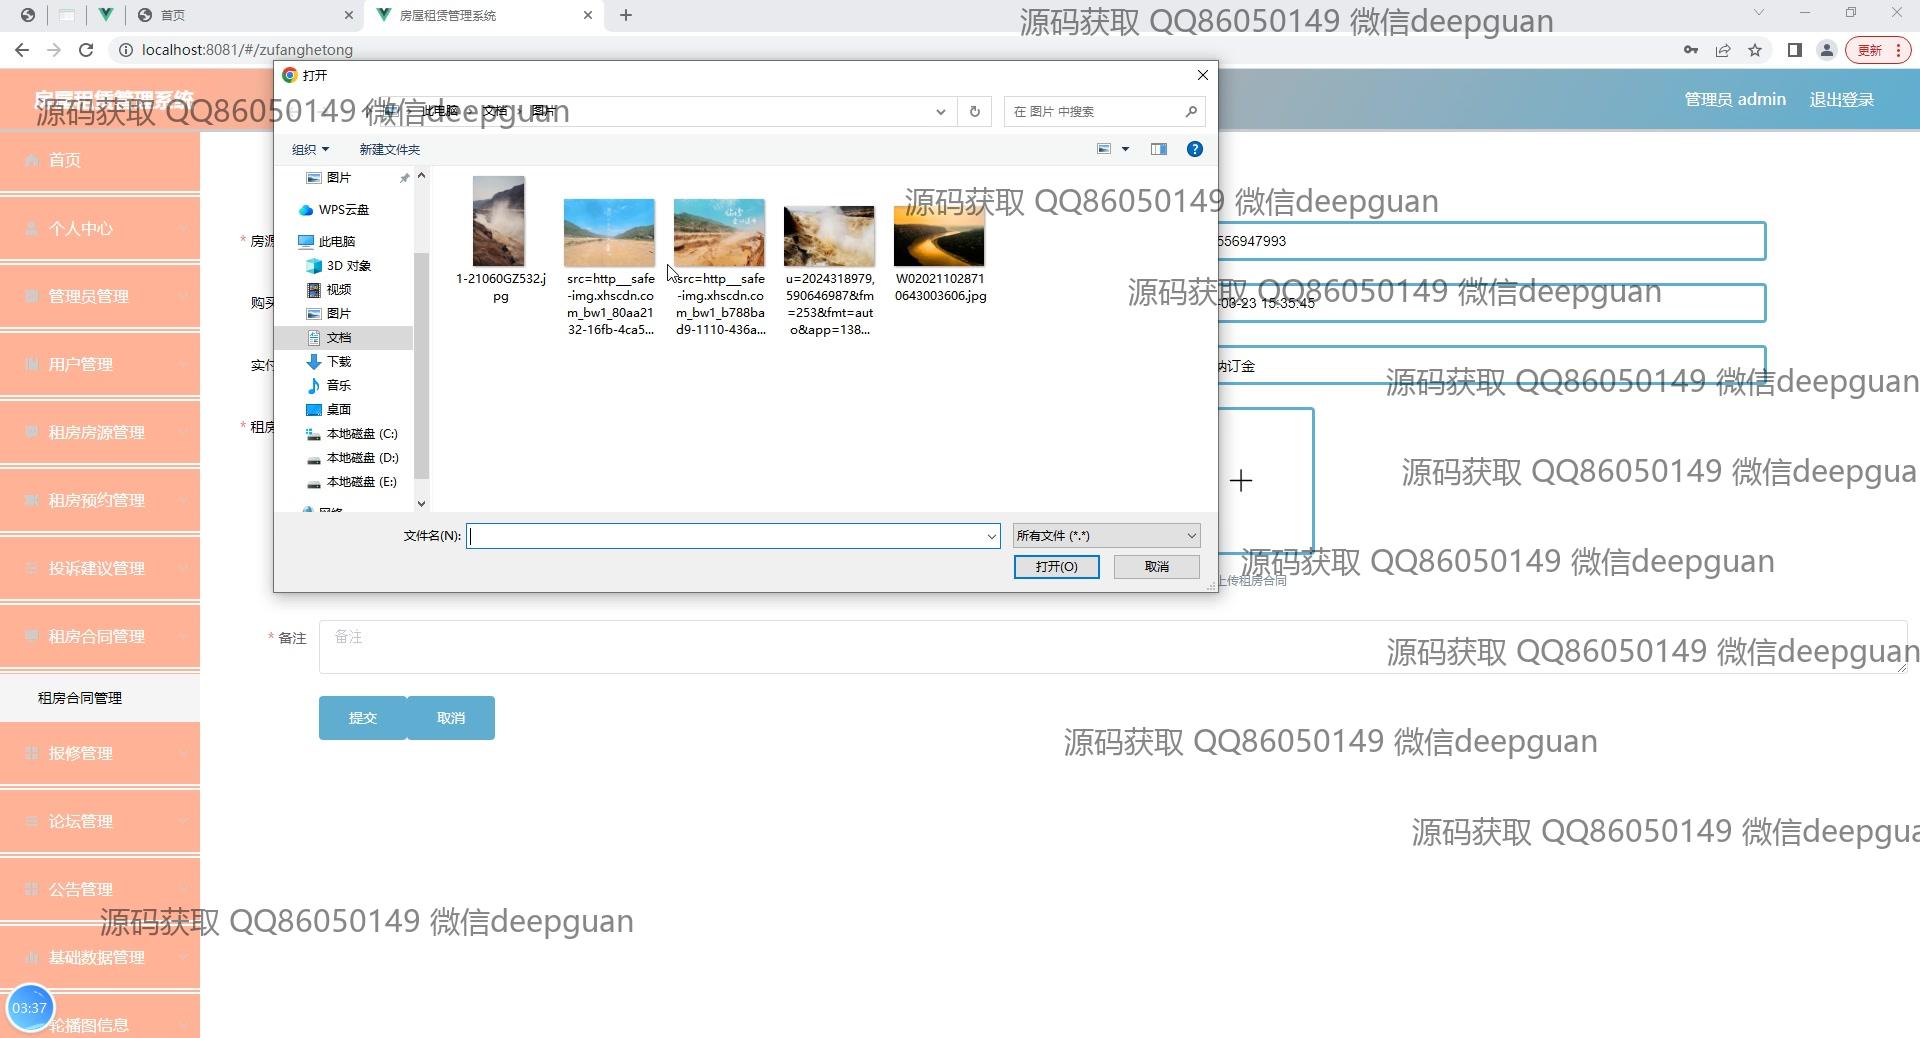 首页
房屋租赁管理系统
源码获取 QQ86050149 微信deepguan
localhost:8081/#/zufanghetong
更新
打开
房屋租赁管理系统
源码获取 QQ86050149 微信deepguan
此电脑
文档
图片
在 图片 中搜索
管理员 admin
退出登录
组织
新建文件夹
首页
个人中心
管理员管理
用户管理
租房房源管理
租房预约管理
投诉建议管理
租房合同管理
租房合同管理
报修管理
论坛管理
公告管理
基础数据管理
轮播图信息
03:37
图片
WPS云盘
此电脑
3D 对象
视频
图片
文档
下载
音乐
桌面
本地磁盘 (C:)
本地磁盘 (D:)
本地磁盘 (E:)
网络
1-21060GZ532.j
pg
src=http___safe
-img.xhscdn.co
m_bw1_80aa21
32-16fb-4ca5...
src=http___safe
-img.xhscdn.co
m_bw1_b788ba
d9-1110-436a...
u=2024318979,
590646987&fm
=253&fmt=aut
o&app=138...
W02021102871
0643003606.jpg
源码获取 QQ86050149 微信deepguan
* 房源
556947993
源码获取 QQ86050149 微信deepguan
购买
-03-23 15:35:45
实付
纳订金
源码获取 QQ86050149 微信deepguan
* 租房
源码获取 QQ86050149 微信deepgua
文件名(N):
所有文件 (*.*)
打开(O)
取消
源码获取 QQ86050149 微信deepguan
上传租房合同
* 备注
备注
源码获取 QQ86050149 微信deepguan
提交
取消
源码获取 QQ86050149 微信deepguan
源码获取 QQ86050149 微信deepgua
源码获取 QQ86050149 微信deepguan